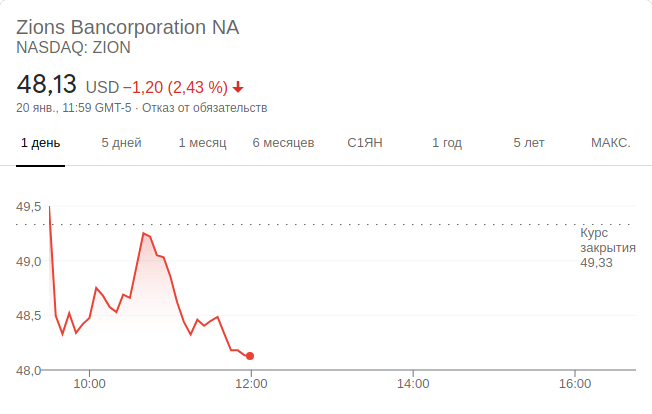 Zions Bancorporation NA
NASDAQ: ZION
48,13 USD −1,20 (2,43 %)
20 янв., 11:59 GMT-5 · Отказ от обязательств
1 день 5 дней 1 месяц 6 месяцев С1ЯН 1 год 5 лет МАКС.
49,5
Курс
закрытия
49,33
49,0
48,5
48,0
10:00 12:00 14:00 16:00